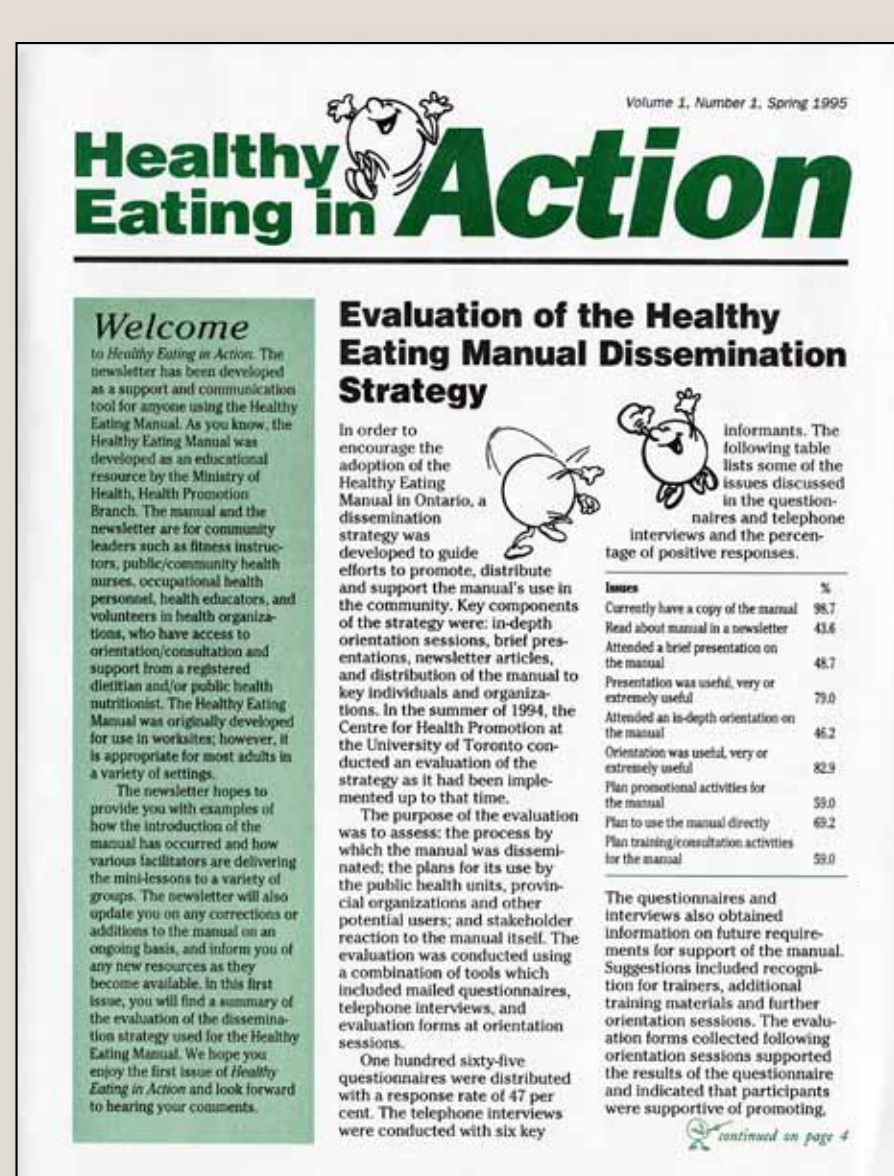 Volume 1, Number 1, Spring 1995
Healthy
Eating in Action
Welcome
to Healthy Eating in Action. The
newsletter has been developed
as a support and communication
tool for anyone using the Healthy
Eating Manual. As you know, the
Healthy Eating Manual was
developed as an educational
resource by the Ministry of
Health, Health Promotion
Branch. The manual and the
newsletter are for community
leaders such as fitness instruc-
tors, public/community health
nurses, occupational health
personnel, health educators, and
volunteers in health organiza-
tions, who have access to
orientation/consultation and
support from a registered
dietitian and/or public health
nutritionist. The Healthy Eating
Manual was originally developed
for use in worksites; however, it
is appropriate for most adults in
a variety of settings.
The newsletter hopes to
provide you with examples of
how the introduction of the
manual has occurred and how
various facilitators are delivering
the mini-lessons to a variety of
groups. The newsletter will also
update you on any corrections or
additions to the manual on an
ongoing basis, and inform you of
any new resources as they
become available. In this first
issue, you will find a summary of
the evaluation of the dissemina-
tion strategy used for the Healthy
Eating Manual. We hope you
enjoy the first issue of Healthy
Eating in Action and look forward
to hearing your comments.
Evaluation of the Healthy
Eating Manual Dissemination
Strategy
In order to
encourage the
adoption of the
Healthy Eating
Manual in Ontario, a
dissemination
strategy was
developed to guide
efforts to promote, distribute
and support the manual's use in
the community. Key components
of the strategy were: in-depth
orientation sessions, brief pres-
entations, newsletter articles,
and distribution of the manual to
key individuals and organiza-
tions. In the summer of 1994, the
Centre for Health Promotion at
the University of Toronto con-
ducted an evaluation of the
strategy as it had been imple-
mented up to that time.
The purpose of the evaluation
was to assess: the process by
which the manual was dissemi-
nated; the plans for its use by
the public health units, provin-
cial organizations and other
potential users; and stakeholder
reaction to the manual itself. The
evaluation was conducted using
a combination of tools which
included mailed questionnaires,
telephone interviews, and
evaluation forms at orientation
sessions.
One hundred sixty-five
questionnaires were distributed
with a response rate of 47 per
cent. The telephone interviews
were conducted with six key
informants. The
following table
lists some of the
issues discussed
in the question-
naires and telephone
interviews and the percen-
tage of positive responses.
Issues %
Currently have a copy of the manual 98.7
Read about manual in a newsletter 43.6
Attended a brief presentation on
the manual 48.7
Presentation was useful, very or
extremely useful 79.0
Attended an in-depth orientation on
the manual 46.2
Orientation was useful, very or
extremely useful 82.9
Plan promotional activities for
the manual 59.0
Plan to use the manual directly 69.2
Plan training/consultation activities
for the manual 59.0
The questionnaires and
interviews also obtained
information on future require-
ments for support of the manual.
Suggestions included recogni-
tion for trainers, additional
training materials and further
orientation sessions. The evalu-
ation forms collected following
orientation sessions supported
the results of the questionnaire
and indicated that participants
were supportive of promoting,
continued on page 4